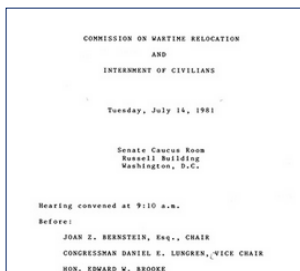 COMMISSION ON WARTIME RELOCATION
AND
INTERNMENT OF CIVILIANS
Tuesday, July 14, 1981
Senate Caucus Room
Russell Building
Washington, D.C.
Hearing convened at 9:10 a.m.
Before:
JOAN Z. BERNSTEIN, Esq., CHAIR
CONGRESSMAN DANIEL E. LUNGREN, VICE CHAIR
HON. EDWARD W. BROOKE